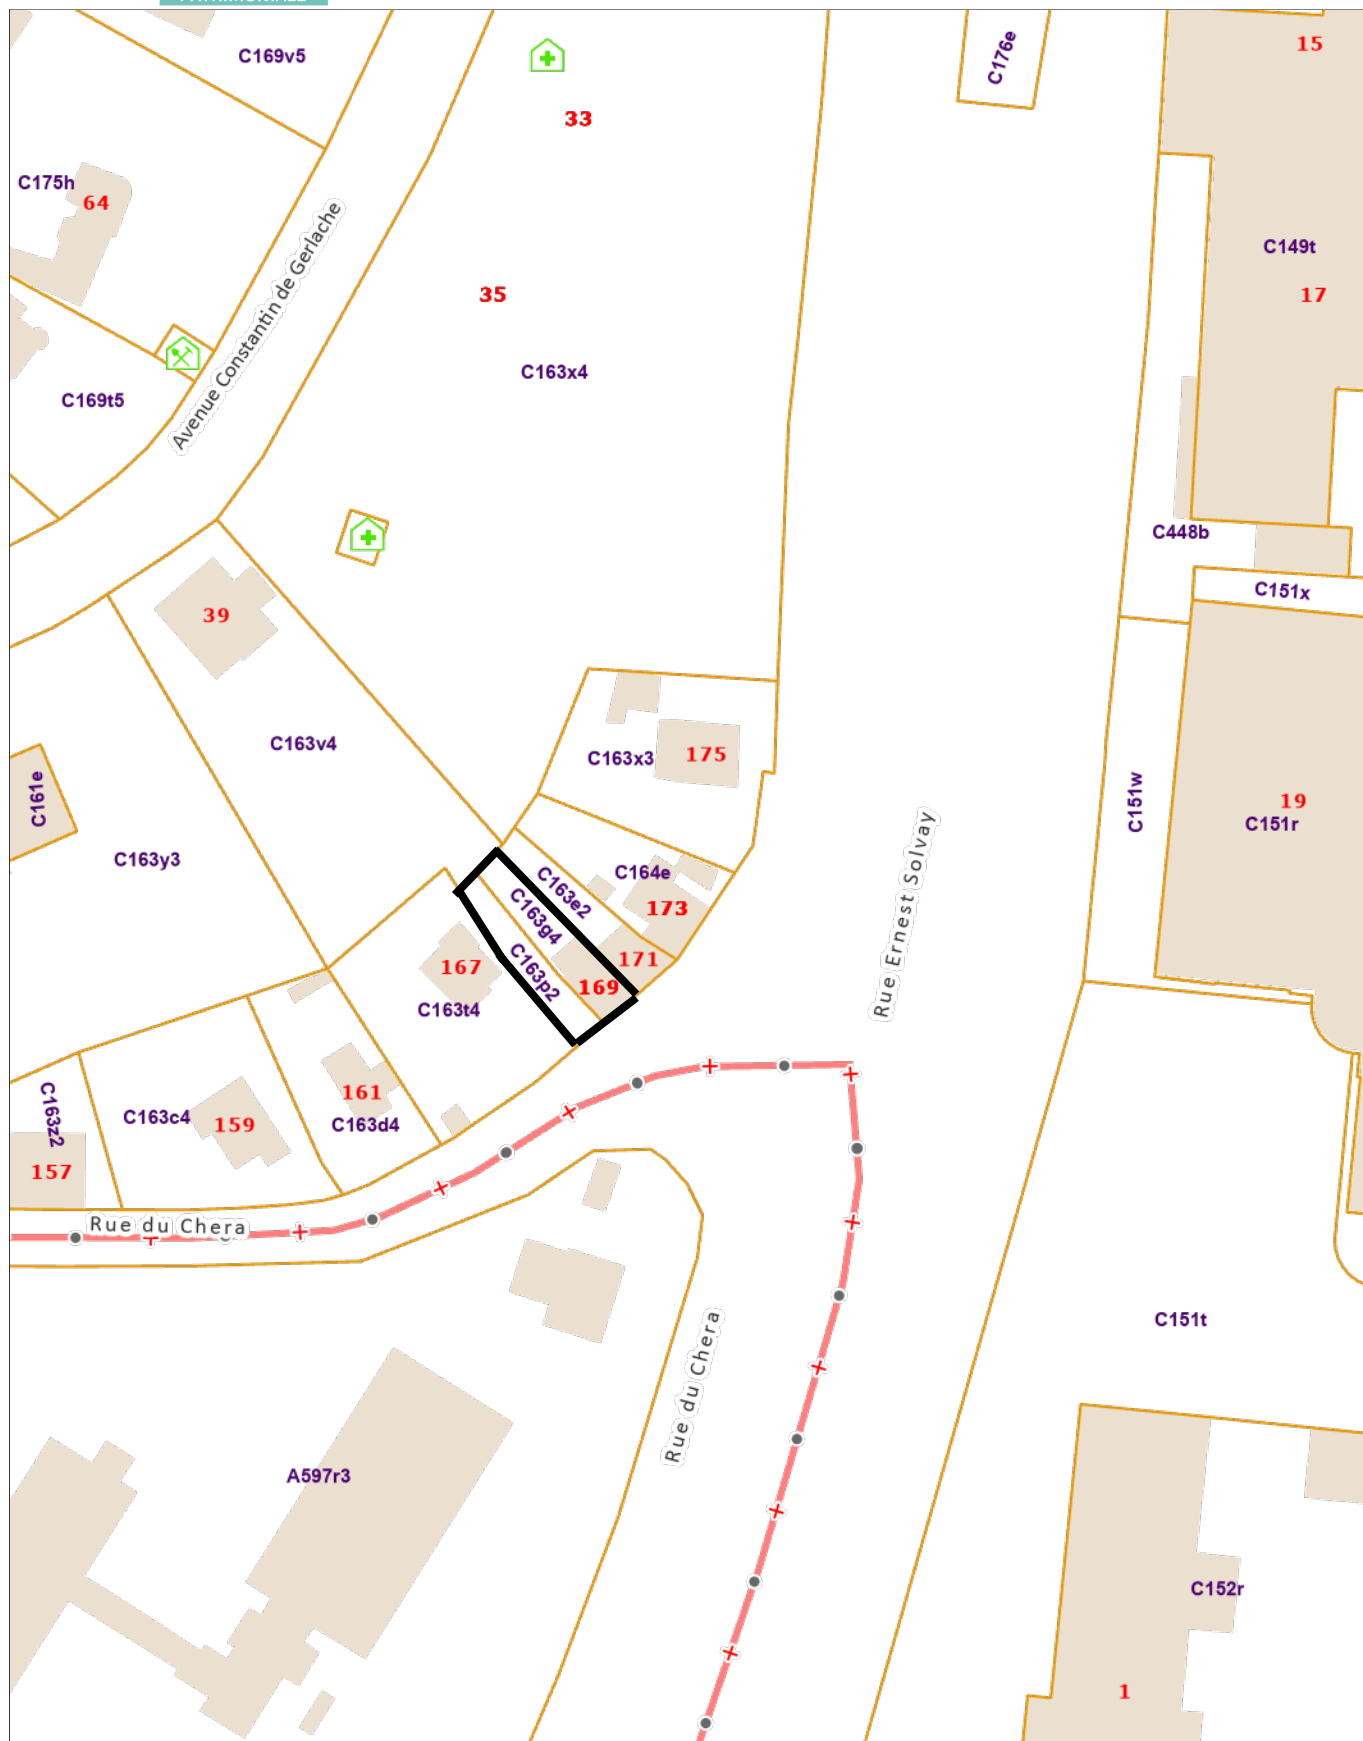 C169v5
33
C176e
15
C175h
64
Avenue Constantin de Gerlache
C149t
35
17
C163x4
C169t5
C448b
C151x
39
C163v4
C163x3
175
C161e
C151w
19
C151r
C163y3
Rue Ernest Solvay
C164e
C163e2
173
C163g4
171
167
C163p2
169
C163t4
C163z2
C163c4
159
161
C163d4
157
Rue du Chera
C151t
Rue du Chera
A597r3
C152r
1